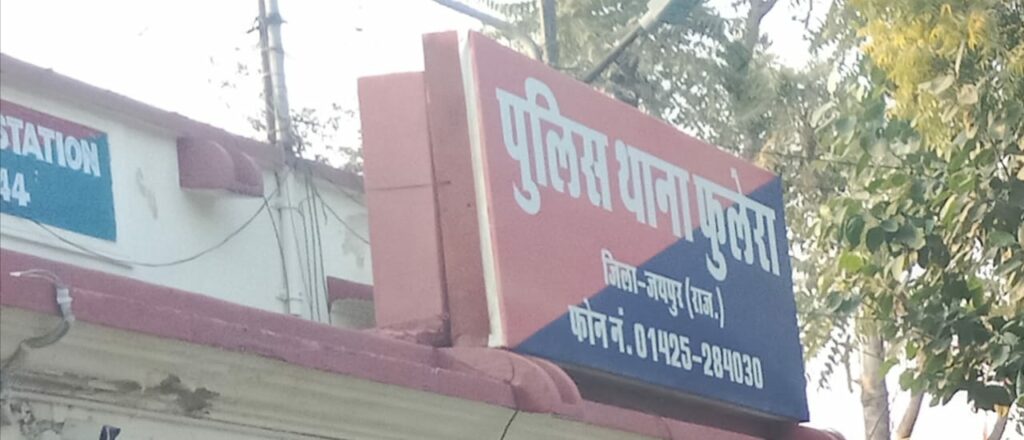 STATION
44
पुलिस थाना फुलेरा
जिला-जयपुर (राज.)
फोन नं. 01425-284030